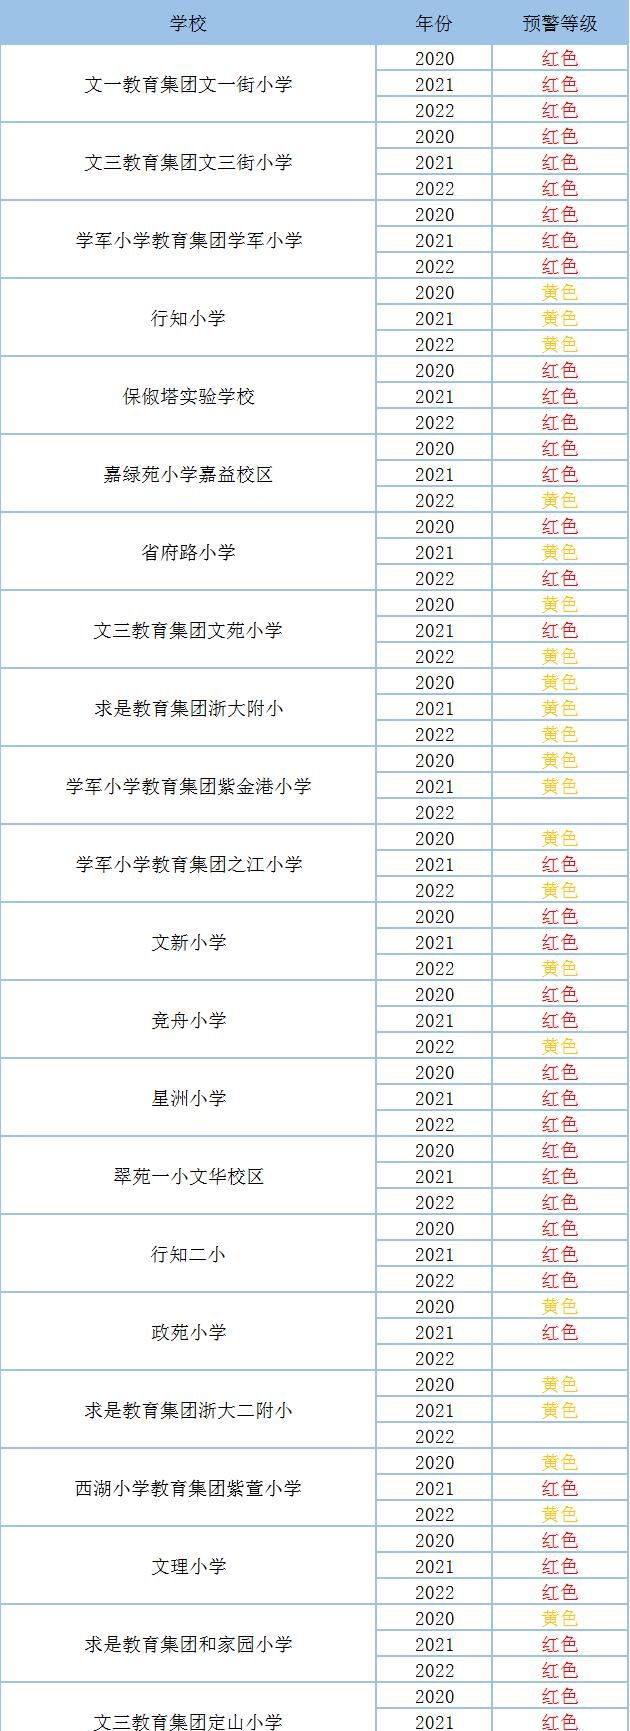 学校 年份 预警等级
文一教育集团文一街小学 2020 红色
2021 红色
2022 红色
文三教育集团文三街小学 2020 红色
2021 红色
2022 红色
学军小学教育集团学军小学 2020 红色
2021 红色
2022 红色
行知小学 2020 黄色
2021 黄色
2022 黄色
保俶塔实验学校 2020 红色
2021 红色
2022 红色
嘉绿苑小学嘉益校区 2020 红色
2021 红色
2022 黄色
省府路小学 2020 红色
2021 黄色
2022 红色
文三教育集团文苑小学 2020 黄色
2021 红色
2022 黄色
求是教育集团浙大附小 2020 黄色
2021 黄色
2022 黄色
学军小学教育集团紫金港小学 2020 黄色
2021 黄色
2022
学军小学教育集团之江小学 2020 黄色
2021 红色
2022 黄色
文新小学 2020 红色
2021 红色
2022 黄色
竞舟小学 2020 红色
2021 红色
2022 黄色
星洲小学 2020 红色
2021 红色
2022 红色
翠苑一小文华校区 2020 红色
2021 红色
2022 红色
行知二小 2020 红色
2021 红色
2022 红色
政苑小学 2020 黄色
2021 红色
2022
求是教育集团浙大二附小 2020 黄色
2021 黄色
2022
西湖小学教育集团紫萱小学 2020 黄色
2021 红色
2022 黄色
文理小学 2020 红色
2021 红色
2022 红色
求是教育集团和家园小学 2020 黄色
2021 红色
2022 红色
文三教育集团定山小学 2020 红色
2021 红色